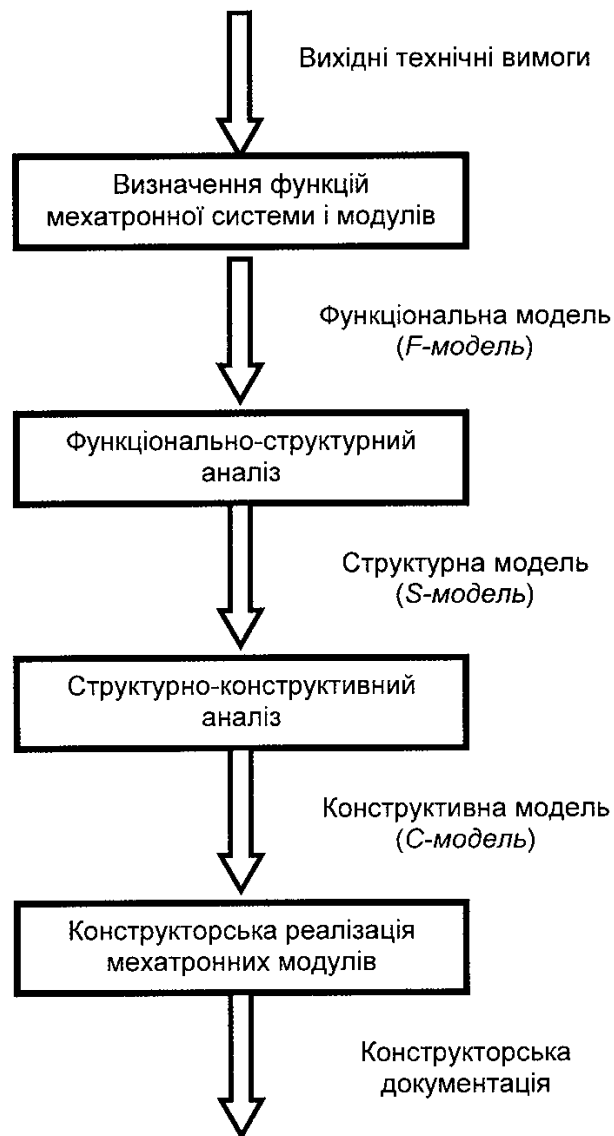 Вихідні технічні вимоги
Визначення функцій
мехатронної системи і модулів
Функціональна модель
(F-модель)
Функціонально-структурний
аналіз
Структурна модель
(S-модель)
Структурно-конструктивний
аналіз
Конструктивна модель
(C-модель)
Конструкторська реалізація
мехатронних модулів
Конструкторська
документація